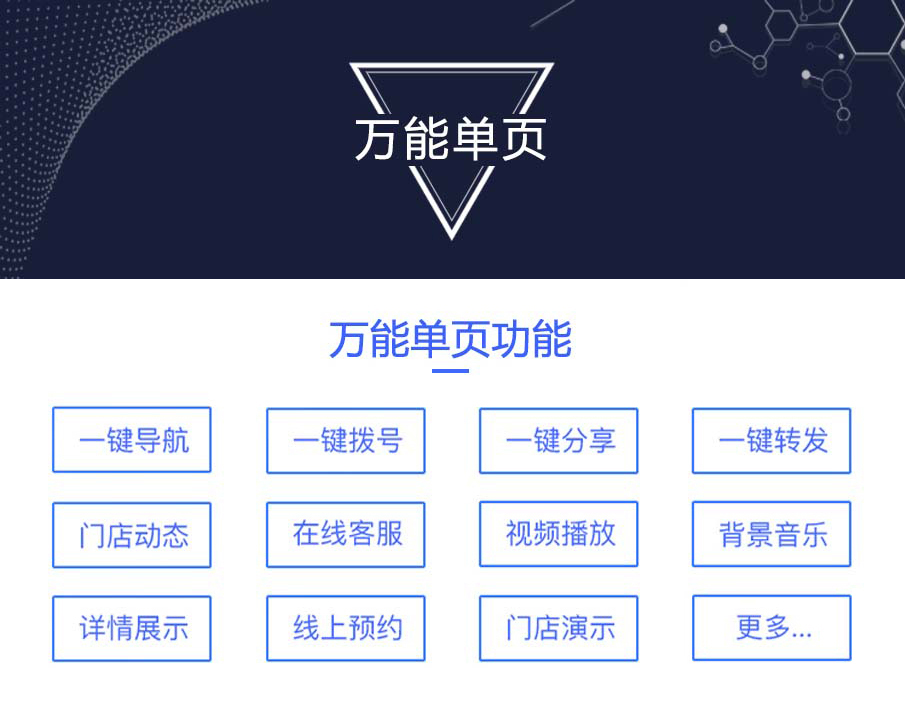 万能单页
万能单页功能
一键导航 一键拨号 一键分享 一键转发
门店动态 在线客服 视频播放 背景音乐
详情展示 线上预约 门店演示 更多...